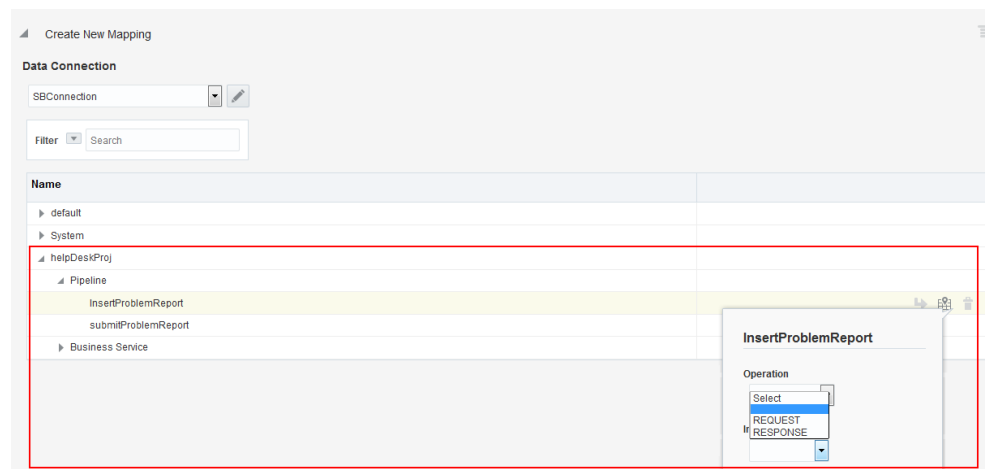 Create New Mapping
Data Connection
SBConnection
Filter Search
Name
default
System
helpDeskProj
Pipeline
InsertProblemReport
submitProblemReport
Business Service
InsertProblemReport
Operation
Select
REQUEST
RESPONSE